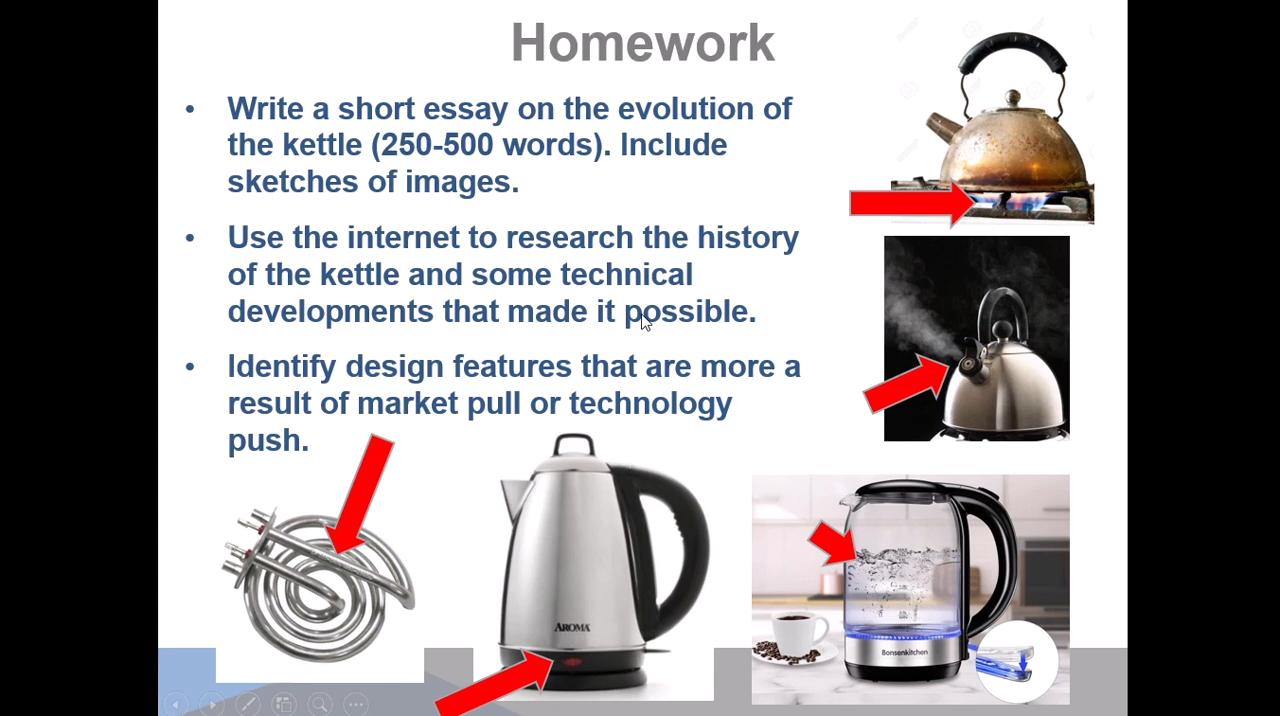 Homework
• Write a short essay on the evolution of
the kettle (250-500 words). Include
sketches of images.
• Use the internet to research the history
of the kettle and some technical
developments that made it possible.
• Identify design features that are more a
result of market pull or technology
push.
AROMA
Bonsenkitchen